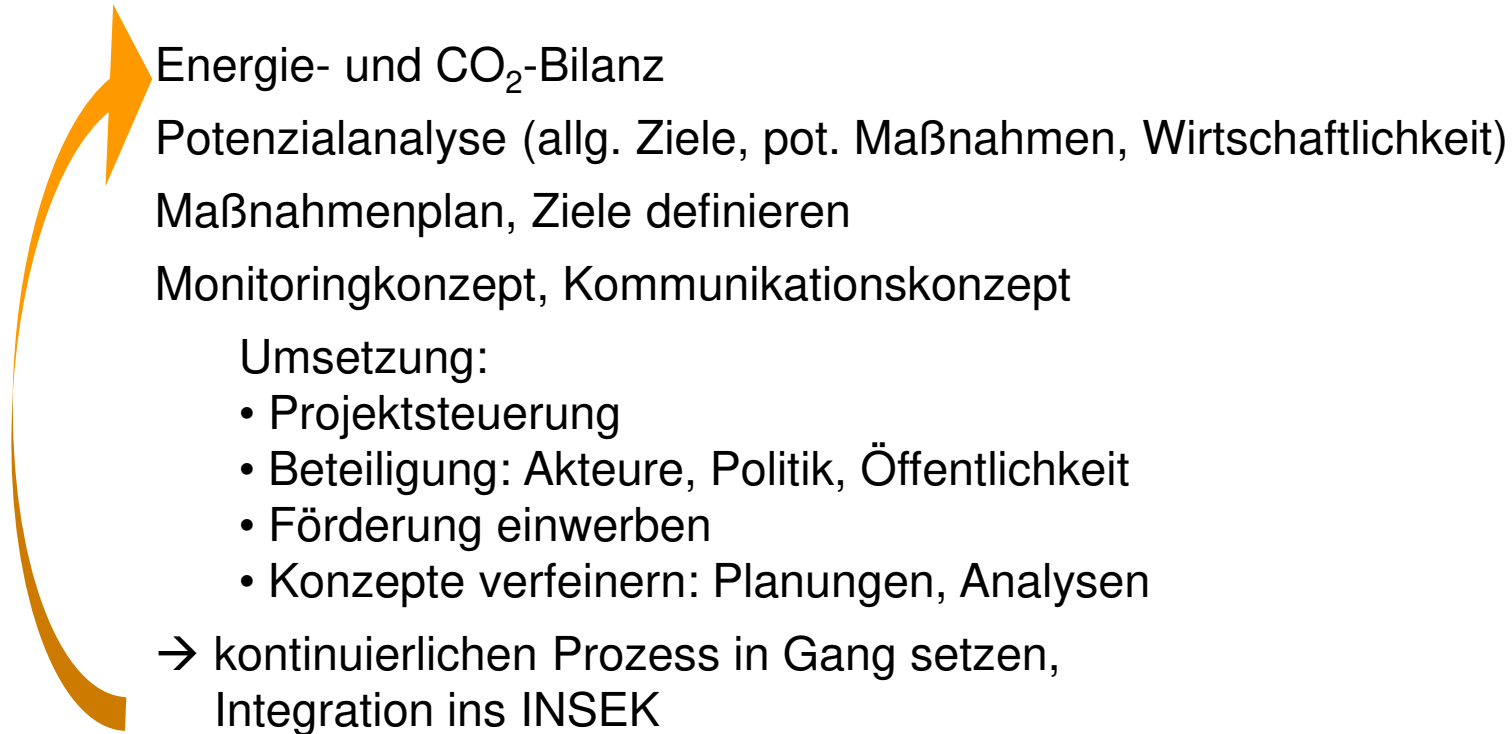 Energie- und CO₂-Bilanz
Potenzialanalyse (allg. Ziele, pot. Maßnahmen, Wirtschaftlichkeit)
Maßnahmenplan, Ziele definieren
Monitoringkonzept, Kommunikationskonzept
Umsetzung:
• Projektsteuerung
• Beteiligung: Akteure, Politik, Öffentlichkeit
• Förderung einwerben
• Konzepte verfeinern: Planungen, Analysen
→ kontinuierlichen Prozess in Gang setzen,
Integration ins INSEK